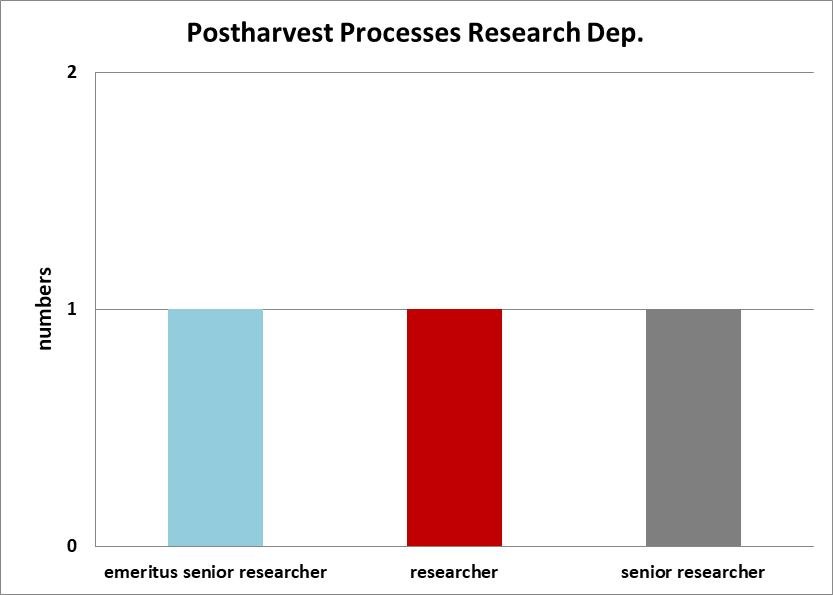 Postharvest Processes Research Dep.
2
numbers
1
0
emeritus senior researcher
researcher
senior researcher